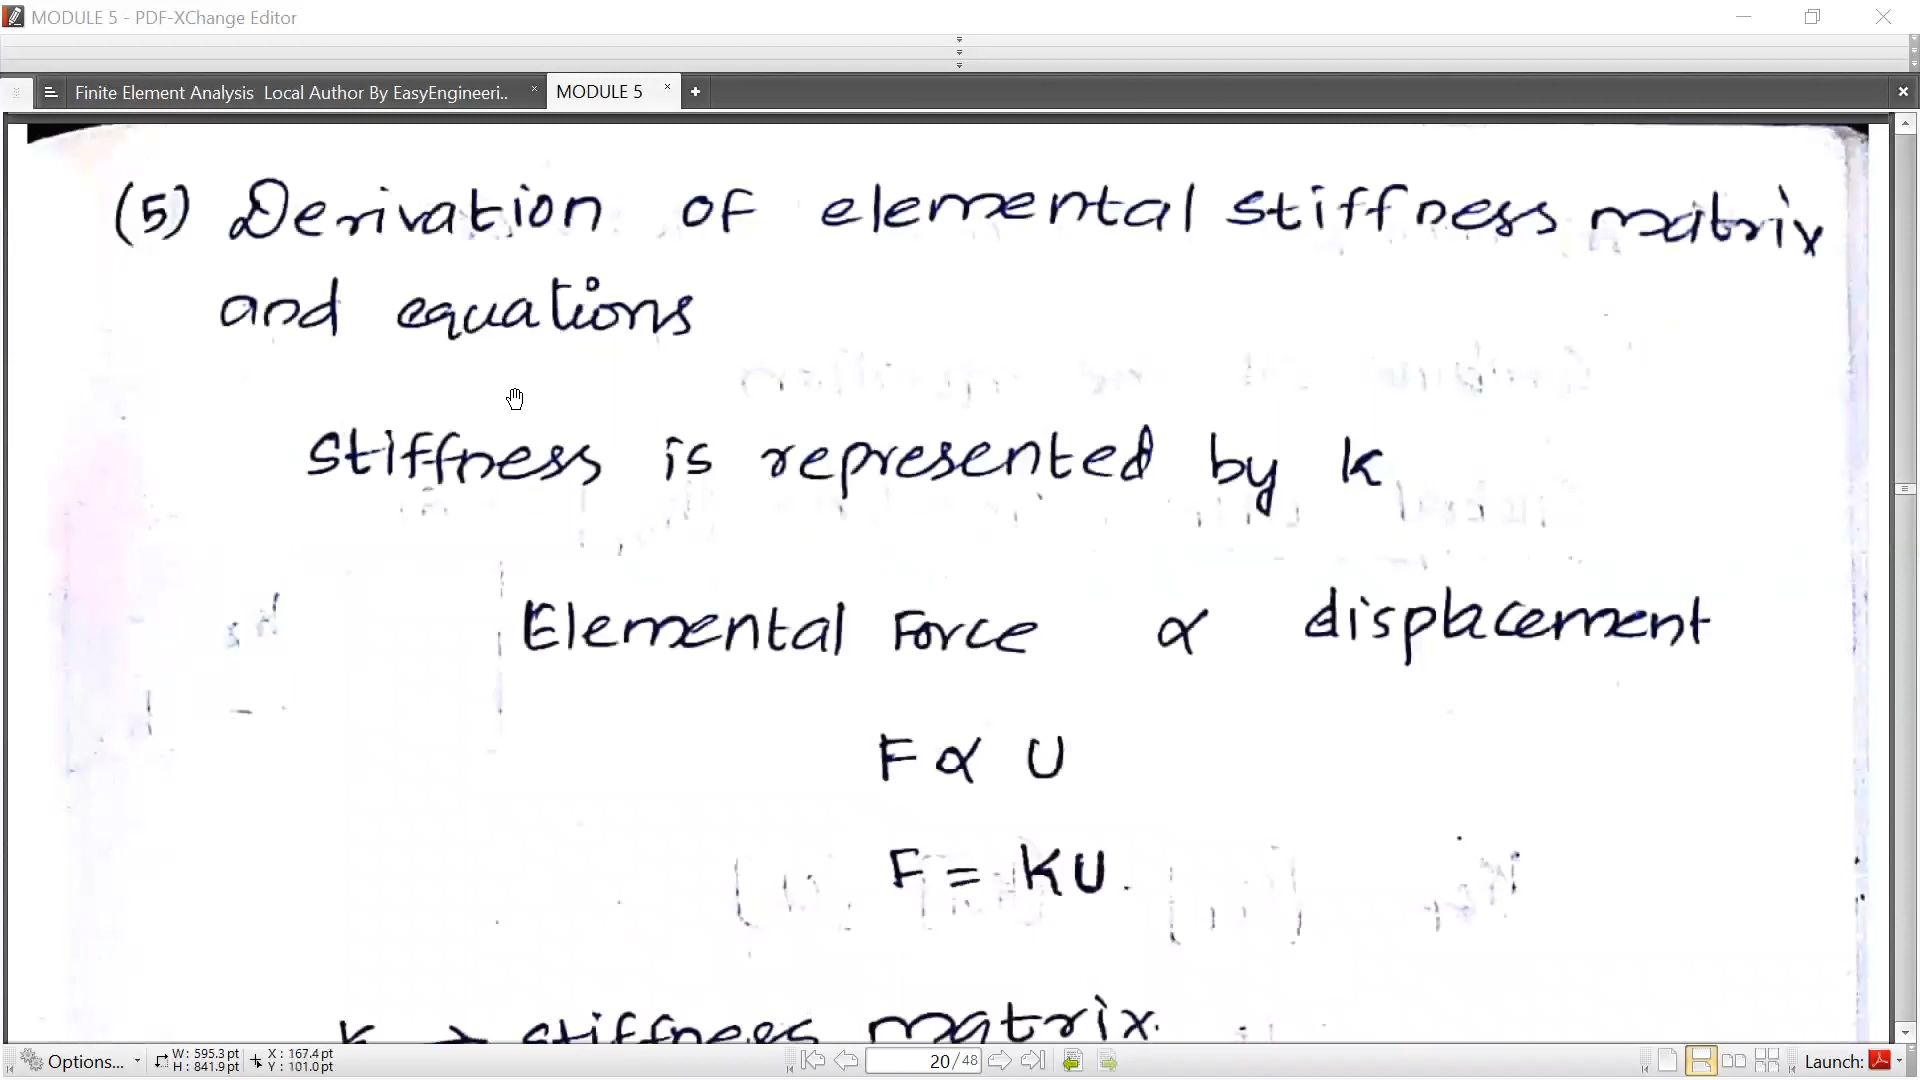 MODULE 5 - PDF-XChange Editor
Finite Element Analysis Local Author By EasyEngineeri..
MODULE 5
(5) Derivation of elemental stiffness matrix
and equations
stiffness is represented by k
Elemental Force ∝ displacement
F ∝ U
F = KU.
k → stiffness matrix.
Options...
W: 595.3 pt
H: 841.9 pt
X: 167.4 pt
Y: 101.0 pt
20 / 48
Launch: